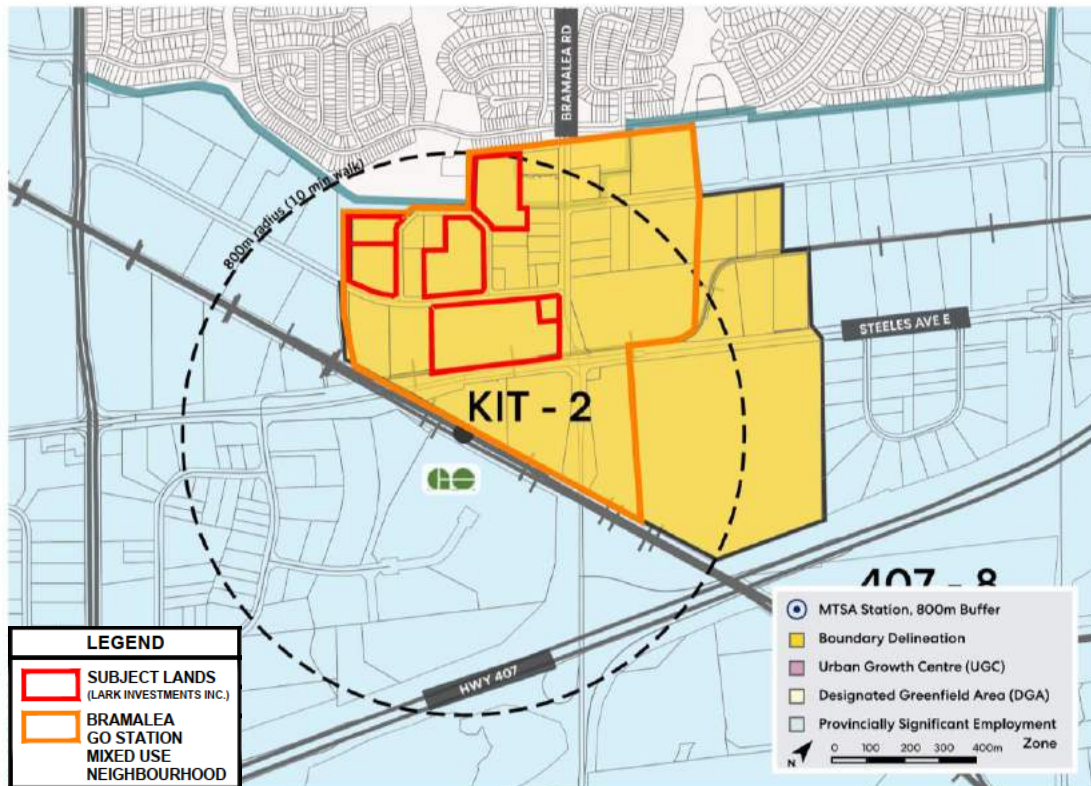 BRAMALEA RD
800m radius (10 min walk)
STEELES AVE E
KIT - 2
GO
407 - 8
HWY 407
LEGEND
SUBJECT LANDS
(LARK INVESTMENTS INC.)
BRAMALEA
GO STATION
MIXED USE
NEIGHBOURHOOD
MTSA Station, 800m Buffer
Boundary Delineation
Urban Growth Centre (UGC)
Designated Greenfield Area (DGA)
Provincially Significant Employment
Zone
N
0 100 200 300 400m